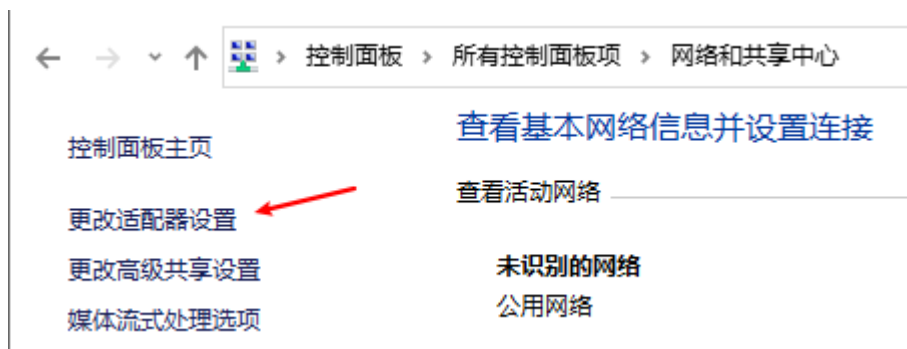 控制面板 > 所有控制面板项 > 网络和共享中心
控制面板主页
更改适配器设置
更改高级共享设置
媒体流式处理选项
查看基本网络信息并设置连接
查看活动网络
未识别的网络
公用网络